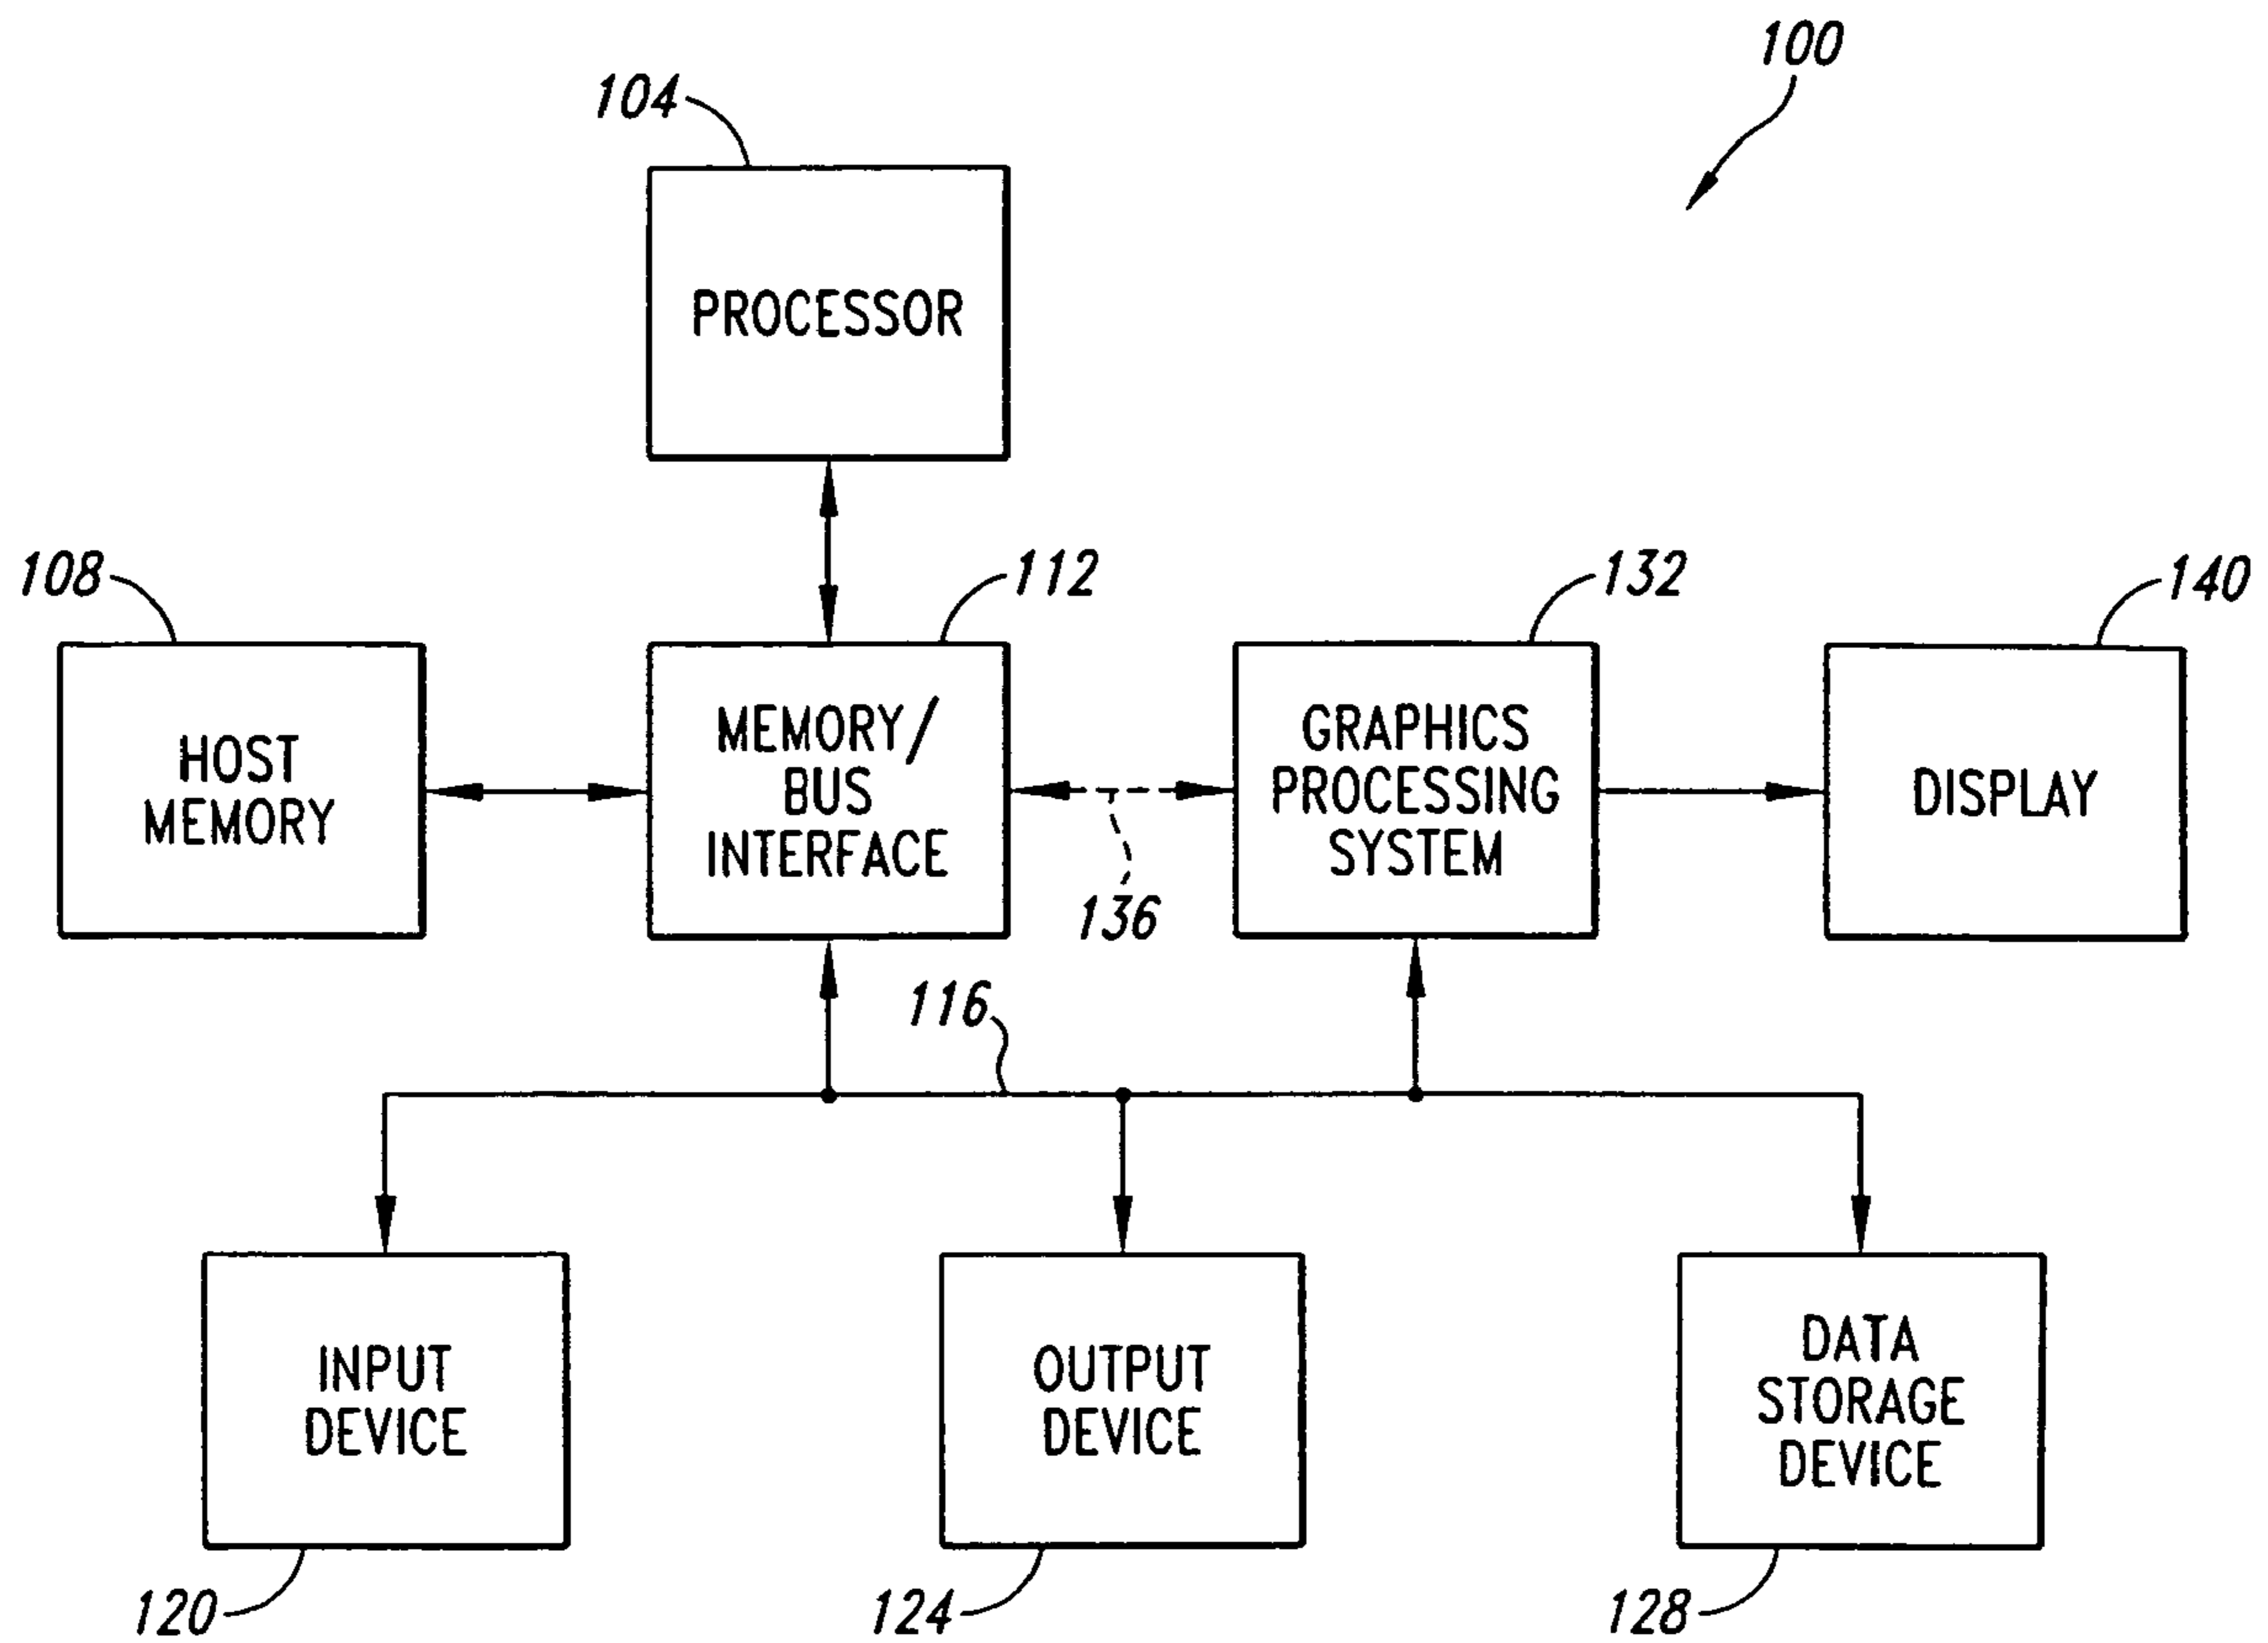 100
104
PROCESSOR
108
112
132
140
HOST
MEMORY
MEMORY/
BUS
INTERFACE
GRAPHICS
PROCESSING
SYSTEM
DISPLAY
136
116
INPUT
DEVICE
OUTPUT
DEVICE
DATA
STORAGE
DEVICE
120
124
128